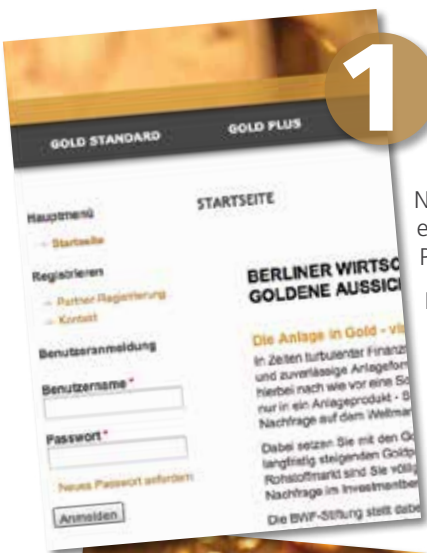 1
GOLD STANDARD
GOLD PLUS
Hauptmenü
Startseite
Registrieren
Partner-Registrierung
Kontakt
Benutzeranmeldung
Benutzername *
Passwort *
Neues Passwort anfordern
Anmelden
STARTSEITE
BERLINER WIRTSC
GOLDENE AUSSICH
Die Anlage in Gold - vi
In Zeiten turbulenter Finanz
und zuverlässige Anlageform
hierbei nach wie vor eine
nur in ein Anlageprodukt -
Nachfrage auf dem Weltmar
Dabei setzen Sie mit den
langfristig steigenden Goldp
Rohstoffmarkt sind Sie völlig
Nachfrage im Investmentber
Die BWF-Stiftung stellt dabe
N
e